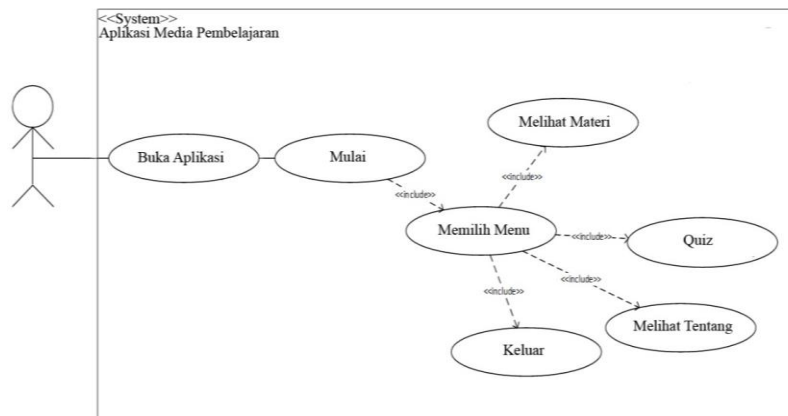 <<System>>
Aplikasi Media Pembelajaran
Melihat Materi
Buka Aplikasi
Mulai
<<include>>
<<include>>
Memilih Menu
<<include>>
Quiz
<<include>>
<<include>>
Melihat Tentang
Keluar